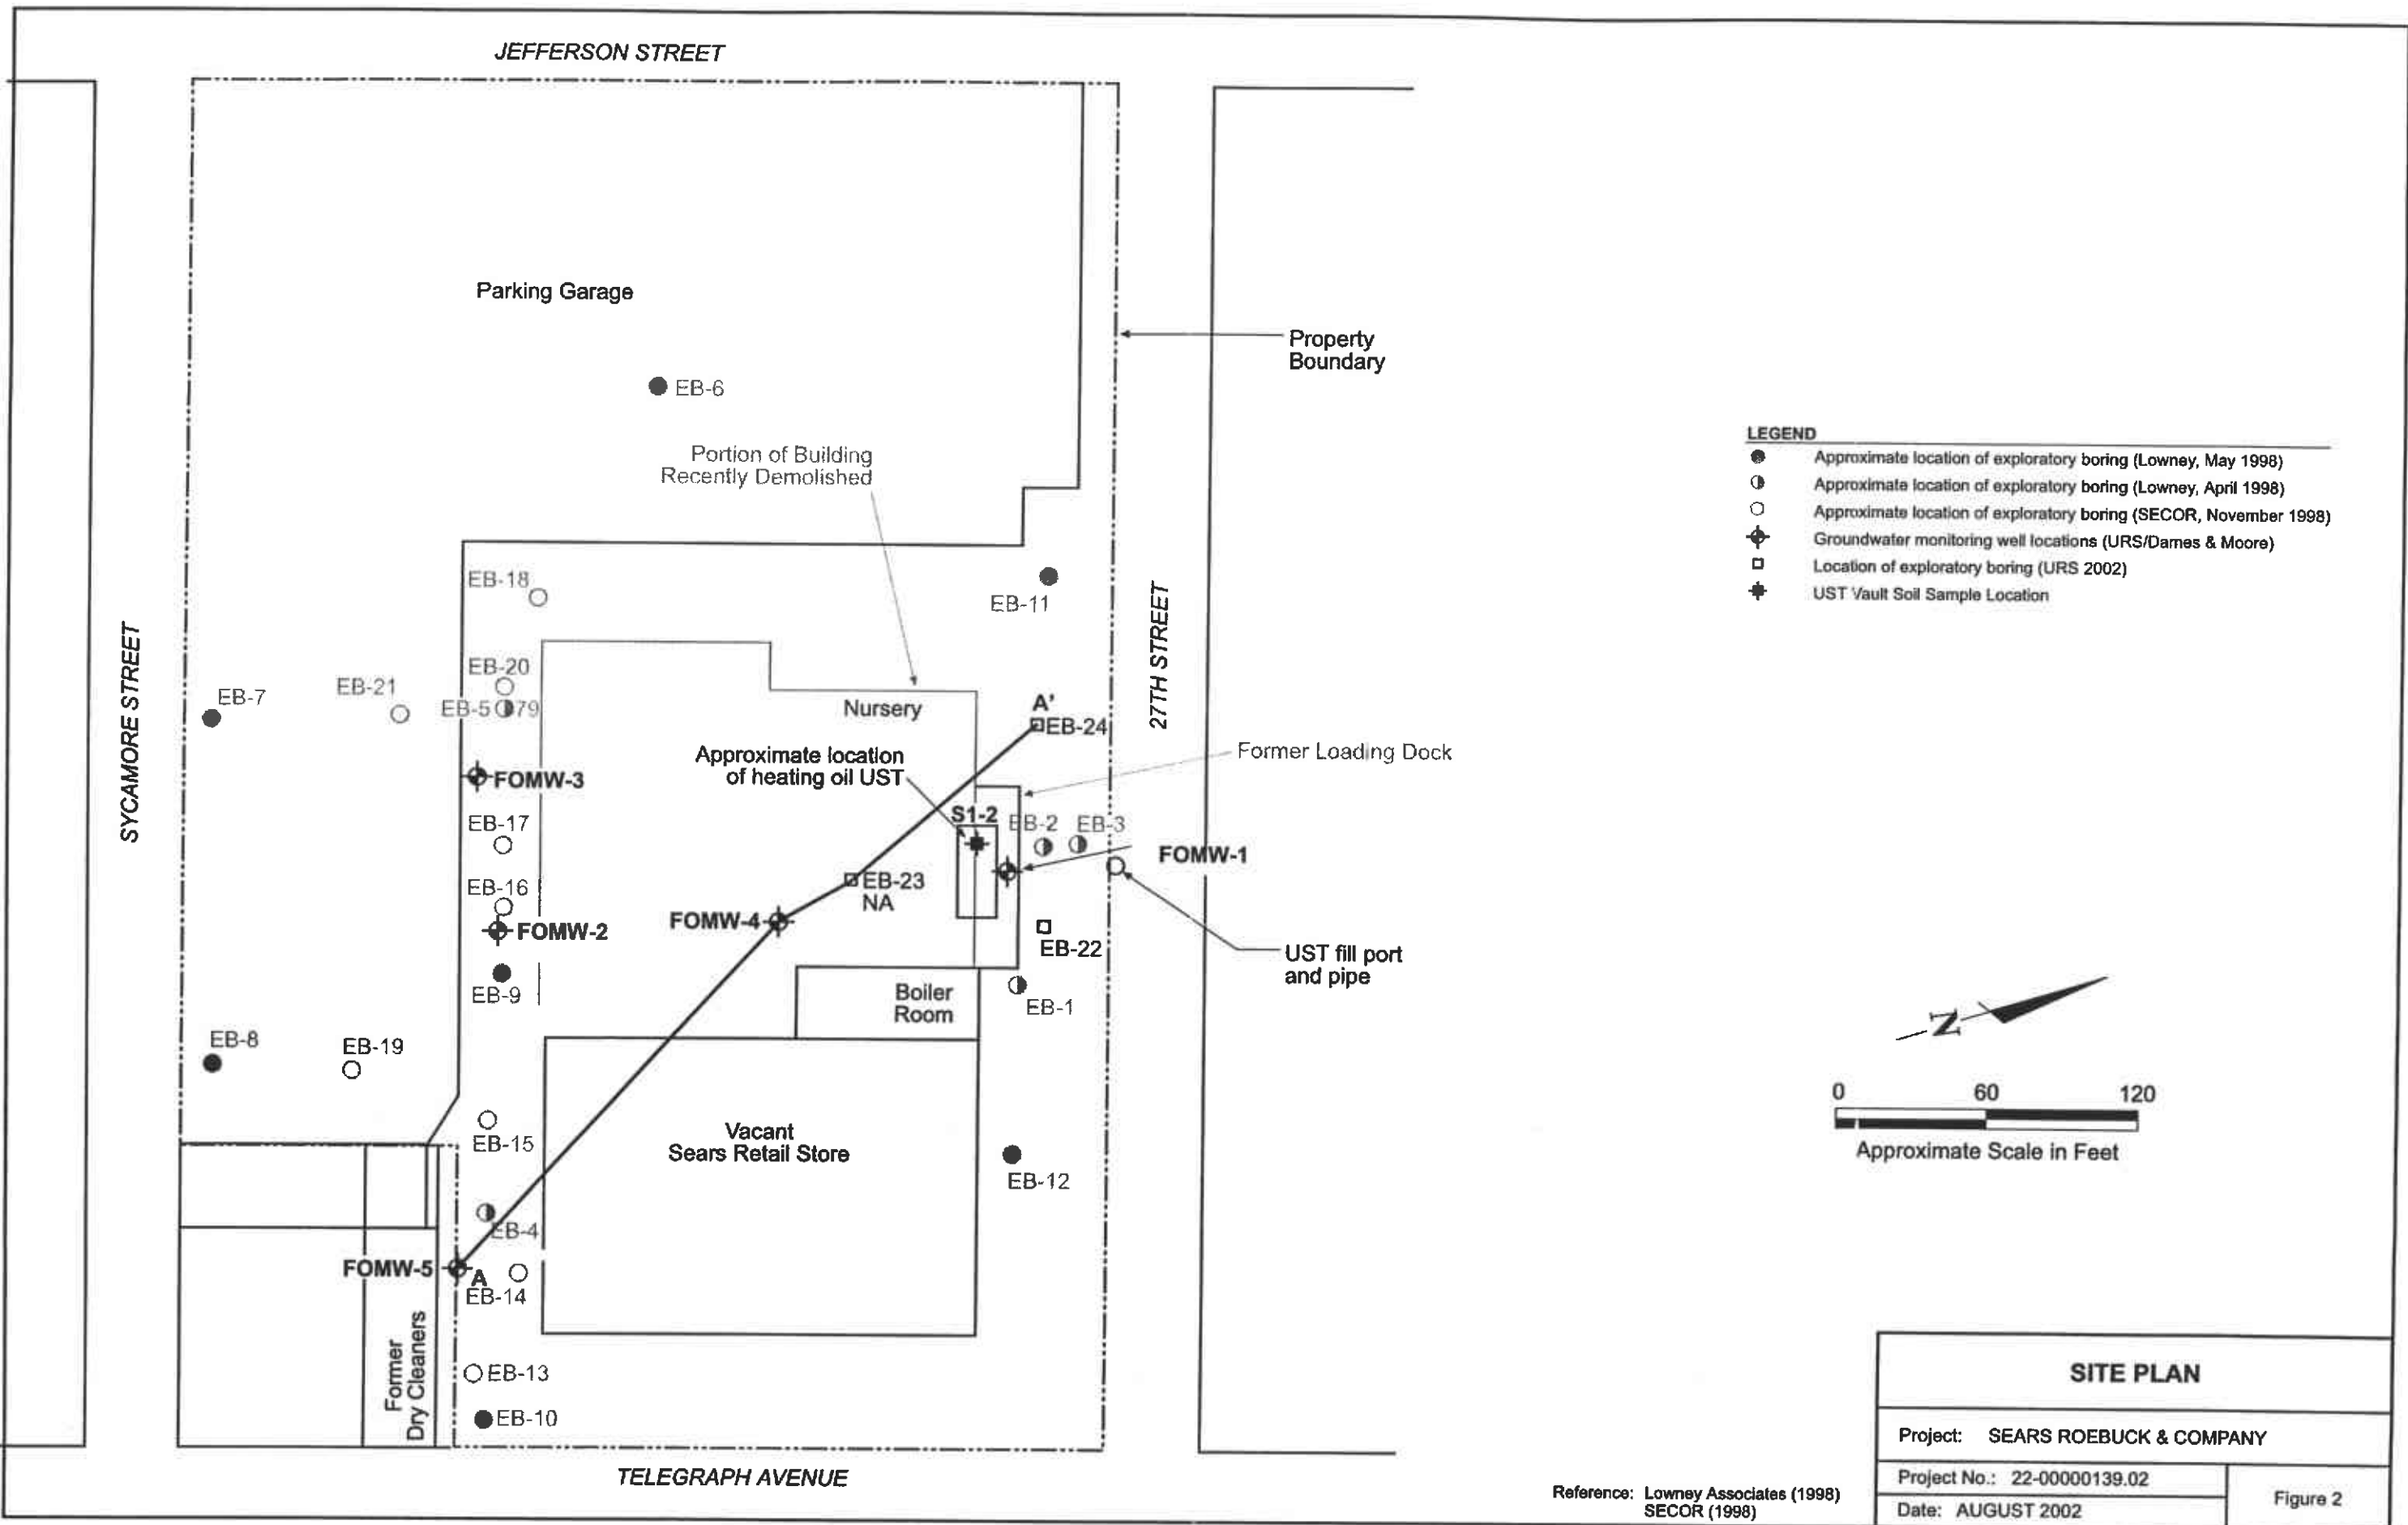 JEFFERSON STREET
Parking Garage
Property
Boundary
EB-6
Portion of Building
Recently Demolished
LEGEND
Approximate location of exploratory boring (Lowney, May 1998)
Approximate location of exploratory boring (Lowney, April 1998)
Approximate location of exploratory boring (SECOR, November 1998)
Groundwater monitoring well locations (URS/Dames & Moore)
Location of exploratory boring (URS 2002)
UST Vault Soil Sample Location
EB-18
EB-11
SYCAMORE STREET
27TH STREET
EB-20
EB-7
EB-21
EB-5
79
Nursery
A'
EB-24
Approximate location
of heating oil UST
Former Loading Dock
FOMW-3
S1-2
EB-2
EB-3
EB-17
FOMW-1
EB-16
EB-23
NA
FOMW-4
FOMW-2
EB-22
UST fill port
and pipe
EB-9
Boiler
Room
EB-1
N
EB-8
EB-19
0 60 120
Approximate Scale in Feet
EB-15
Vacant
Sears Retail Store
EB-12
EB-4
FOMW-5
A
EB-14
Former
Dry Cleaners
EB-13
EB-10
TELEGRAPH AVENUE
Reference: Lowney Associates (1998)
SECOR (1998)
SITE PLAN
Project: SEARS ROEBUCK & COMPANY
Project No.: 22-00000139.02
Date: AUGUST 2002
Figure 2